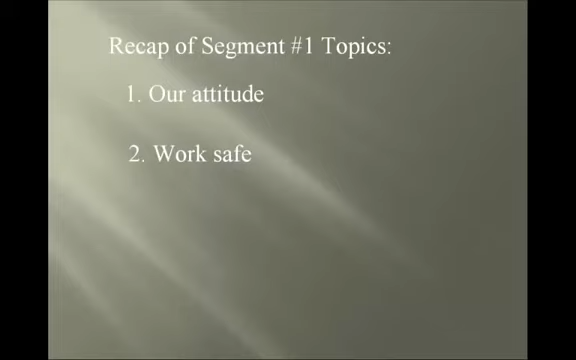 Recap of Segment #1 Topics:
1. Our attitude
2. Work safe